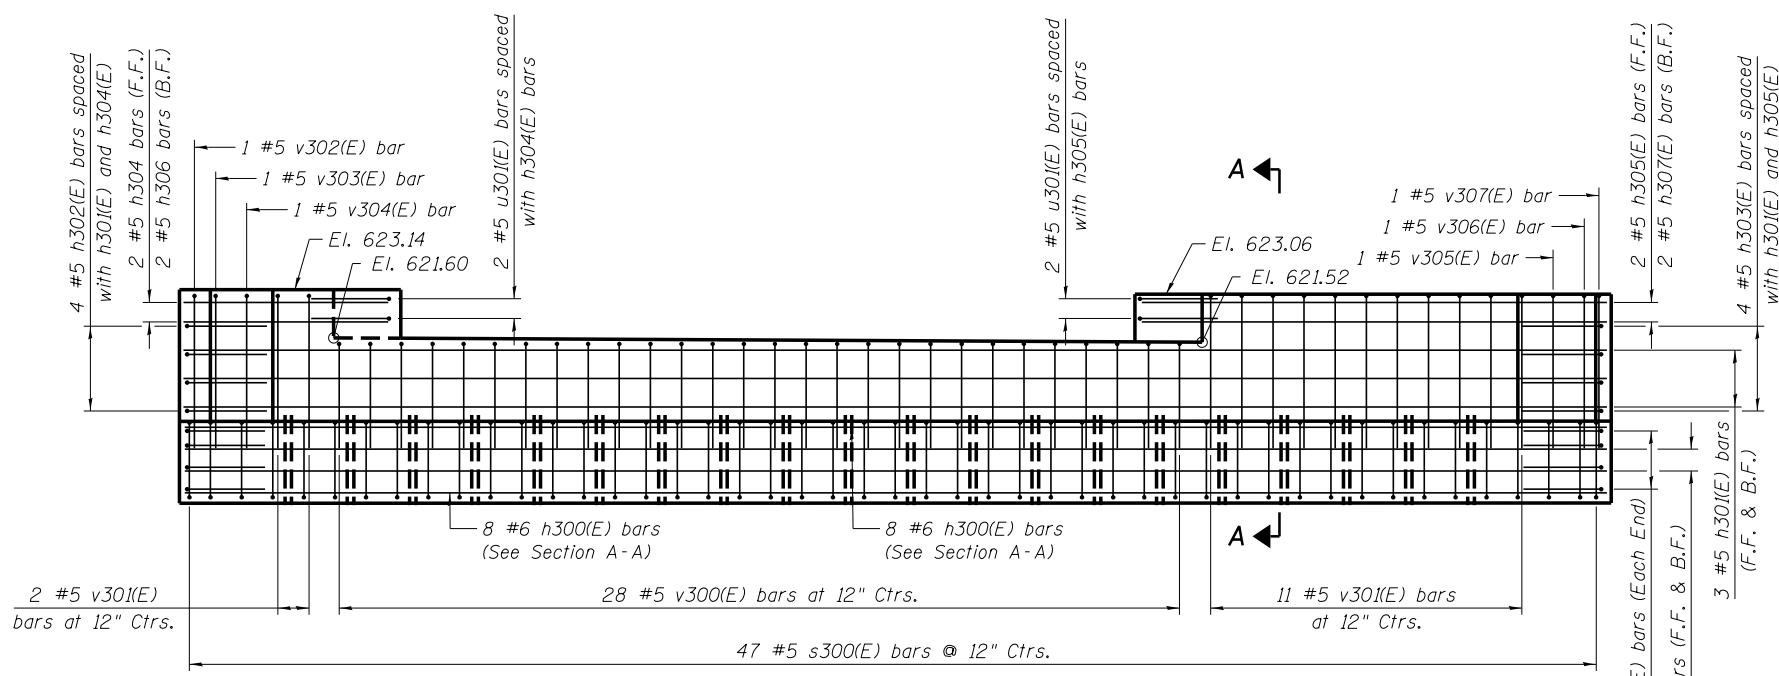 4 #5 h302(E) bars spaced
with h301(E) and h304(E)
2 #5 h304 bars (F.F.)
2 #5 h306 bars (B.F.)
1 #5 v302(E) bar
1 #5 v303(E) bar
1 #5 v304(E) bar
El. 623.14
El. 621.60
2 #5 u301(E) bars spaced
with h304(E) bars
2 #5 u301(E) bars spaced
with h305(E) bars
A
El. 623.06
El. 621.52
1 #5 v307(E) bar
1 #5 v306(E) bar
1 #5 v305(E) bar
2 #5 h305(E) bars (F.F.)
2 #5 h307(E) bars (B.F.)
4 #5 h303(E) bars spaced
with h301(E) and h305(E)
8 #6 h300(E) bars
(See Section A-A)
8 #6 h300(E) bars
(See Section A-A)
A
3 #5 h301(E) bars
(F.F. & B.F.)
E) bars (Each End)
rs (F.F. & B.F.)
2 #5 v301(E)
bars at 12" Ctrs.
28 #5 v300(E) bars at 12" Ctrs.
11 #5 v301(E) bars
at 12" Ctrs.
47 #5 s300(E) bars @ 12" Ctrs.